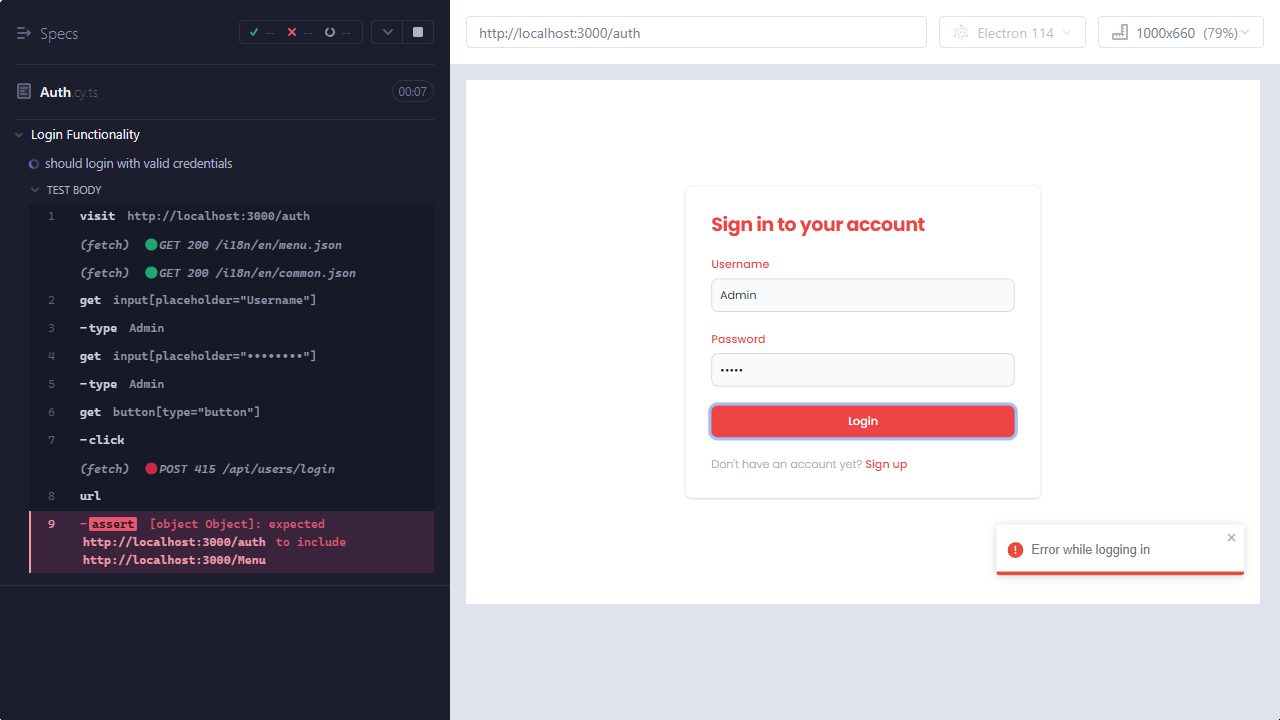 Specs
--
--
--
Auth.cy.ts
00:07
Login Functionality
should login with valid credentials
TEST BODY
1 visit http://localhost:3000/auth
(fetch) GET 200 /i18n/en/menu.json
(fetch) GET 200 /i18n/en/common.json
2 get input[placeholder="Username"]
3 -type Admin
4 get input[placeholder="••••••••"]
5 -type Admin
6 get button[type="button"]
7 -click
(fetch) POST 415 /api/users/login
8 url
9 -assert [object Object]: expected
http://localhost:3000/auth to include
http://localhost:3000/Menu
http://localhost:3000/auth
Electron 114
1000x660 (79%)
Sign in to your account
Username
Admin
Password
•••••
Login
Don't have an account yet? Sign up
Error while logging in